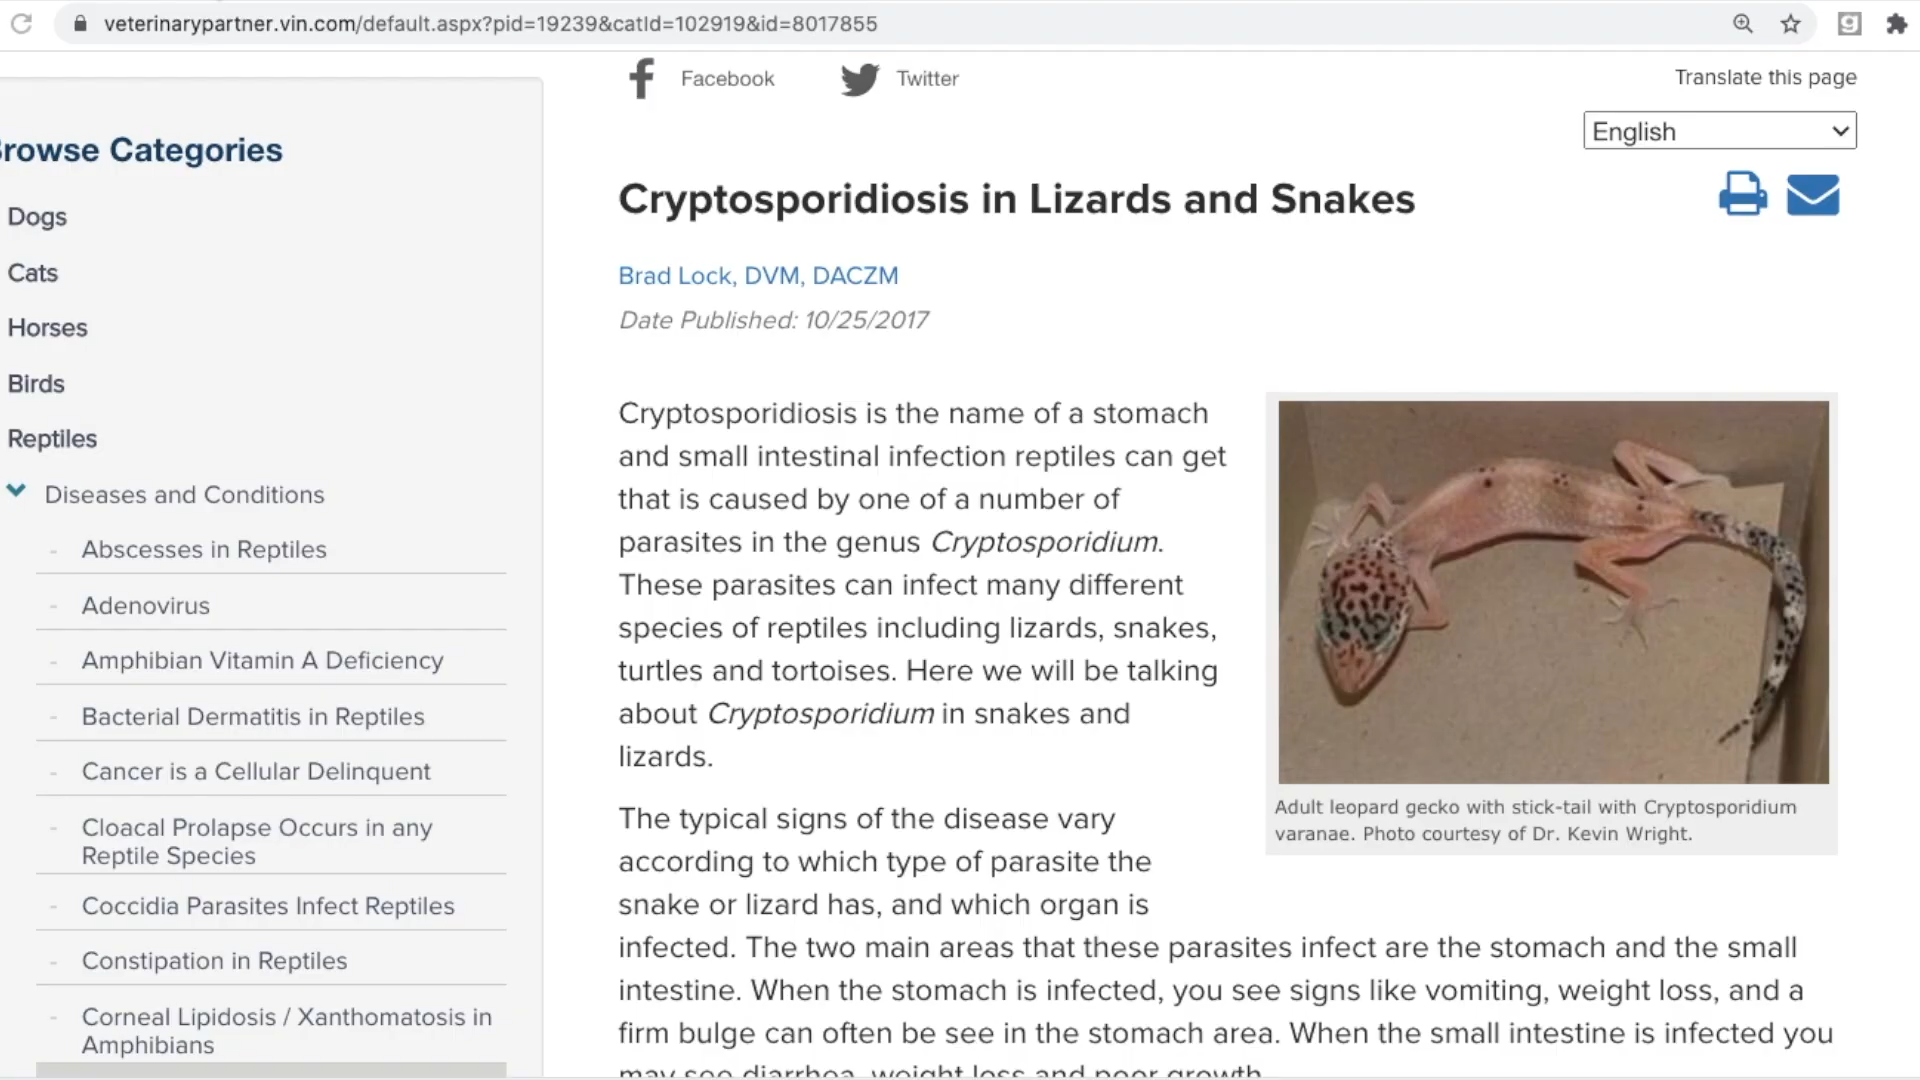 veterinarypartner.vin.com/default.aspx?pid=19239&catId=102919&id=8017855
Facebook
Twitter
Translate this page
English
rowse Categories
Dogs
Cats
Horses
Birds
Reptiles
Diseases and Conditions
- Abscesses in Reptiles
- Adenovirus
- Amphibian Vitamin A Deficiency
- Bacterial Dermatitis in Reptiles
- Cancer is a Cellular Delinquent
- Cloacal Prolapse Occurs in any
Reptile Species
- Coccidia Parasites Infect Reptiles
- Constipation in Reptiles
- Corneal Lipidosis / Xanthomatosis in
Amphibians
Cryptosporidiosis in Lizards and Snakes
Brad Lock, DVM, DACZM
Date Published: 10/25/2017
Cryptosporidiosis is the name of a stomach
and small intestinal infection reptiles can get
that is caused by one of a number of
parasites in the genus Cryptosporidium.
These parasites can infect many different
species of reptiles including lizards, snakes,
turtles and tortoises. Here we will be talking
about Cryptosporidium in snakes and
lizards.
Adult leopard gecko with stick-tail with Cryptosporidium
varanae. Photo courtesy of Dr. Kevin Wright.
The typical signs of the disease vary
according to which type of parasite the
snake or lizard has, and which organ is
infected. The two main areas that these parasites infect are the stomach and the small
intestine. When the stomach is infected, you see signs like vomiting, weight loss, and a
firm bulge can often be see in the stomach area. When the small intestine is infected you
may see diarrhea, weight loss and poor growth.